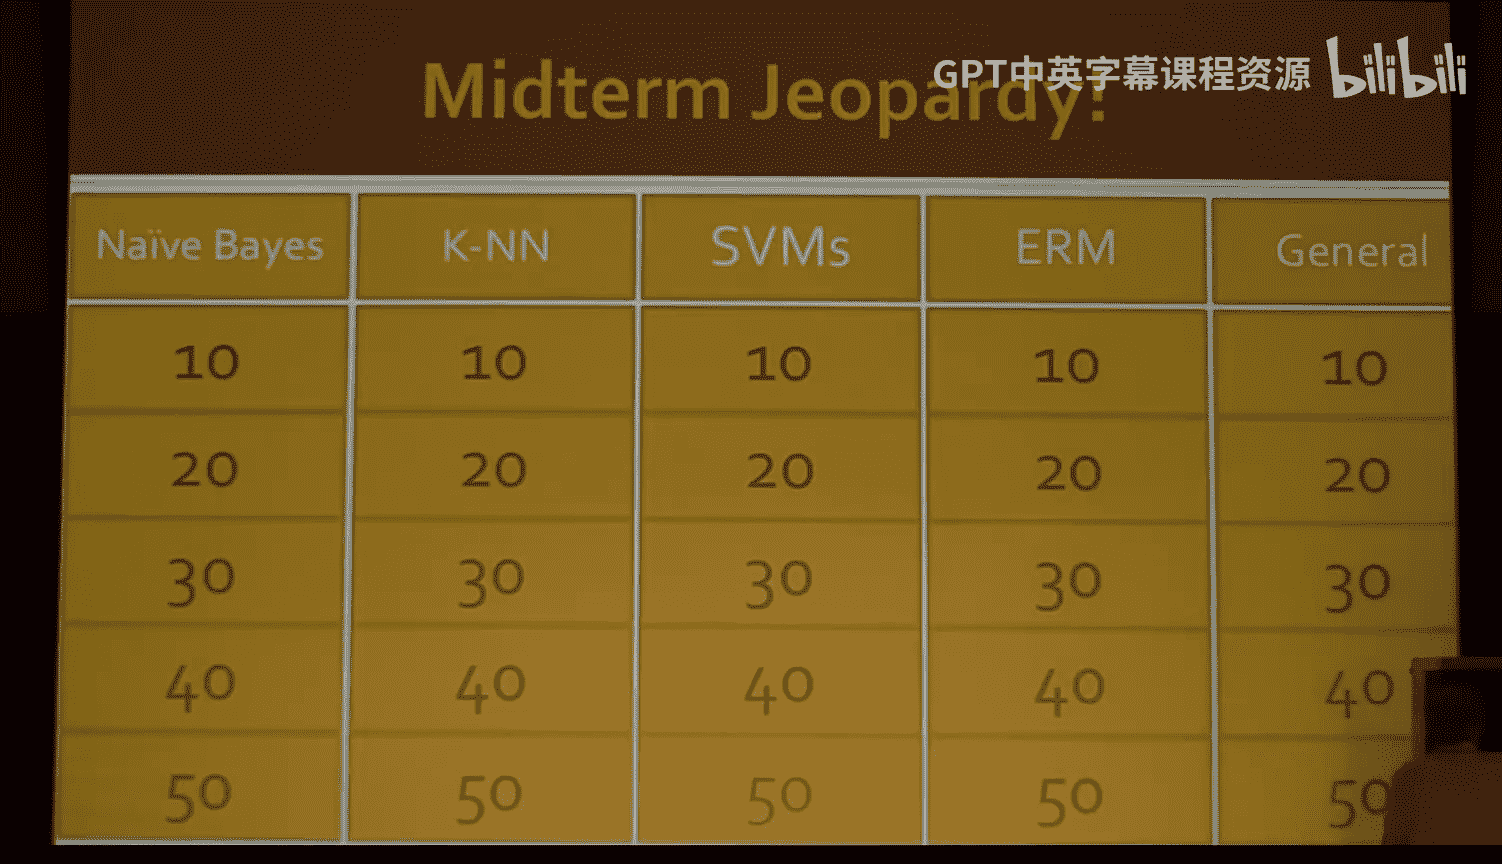 Midterm Jeopardy!
GPT中英字幕课程资源 bilibili
Naïve Bayes K-NN SVMs ERM General
10 10 10 10 10
20 20 20 20 20
30 30 30 30 30
40 40 40 40 40
50 50 50 50 50